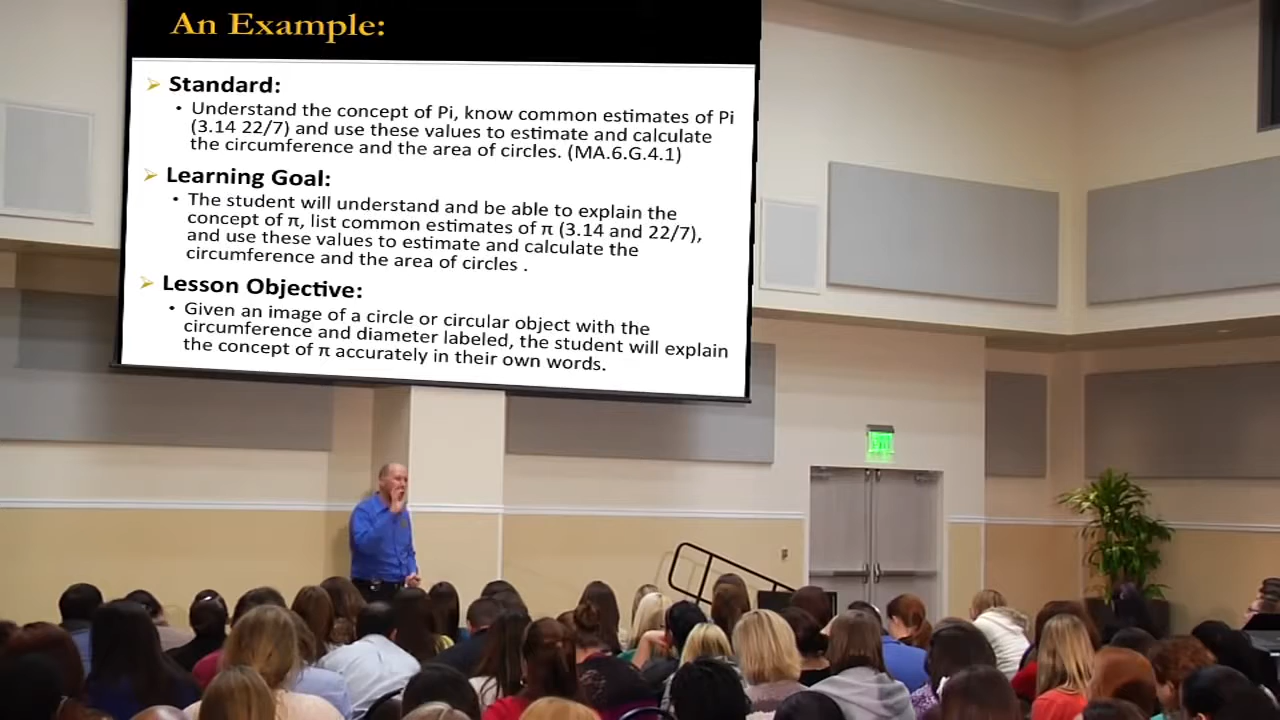 An Example:
Standard:
Understand the concept of Pi, know common estimates of Pi
(3.14 22/7) and use these values to estimate and calculate
the circumference and the area of circles. (MA.6.G.4.1)
Learning Goal:
The student will understand and be able to explain the
concept of π, list common estimates of π (3.14 and 22/7),
and use these values to estimate and calculate the
circumference and the area of circles .
Lesson Objective:
Given an image of a circle or circular object with the
circumference and diameter labeled, the student will explain
the concept of π accurately in their own words.
EXIT